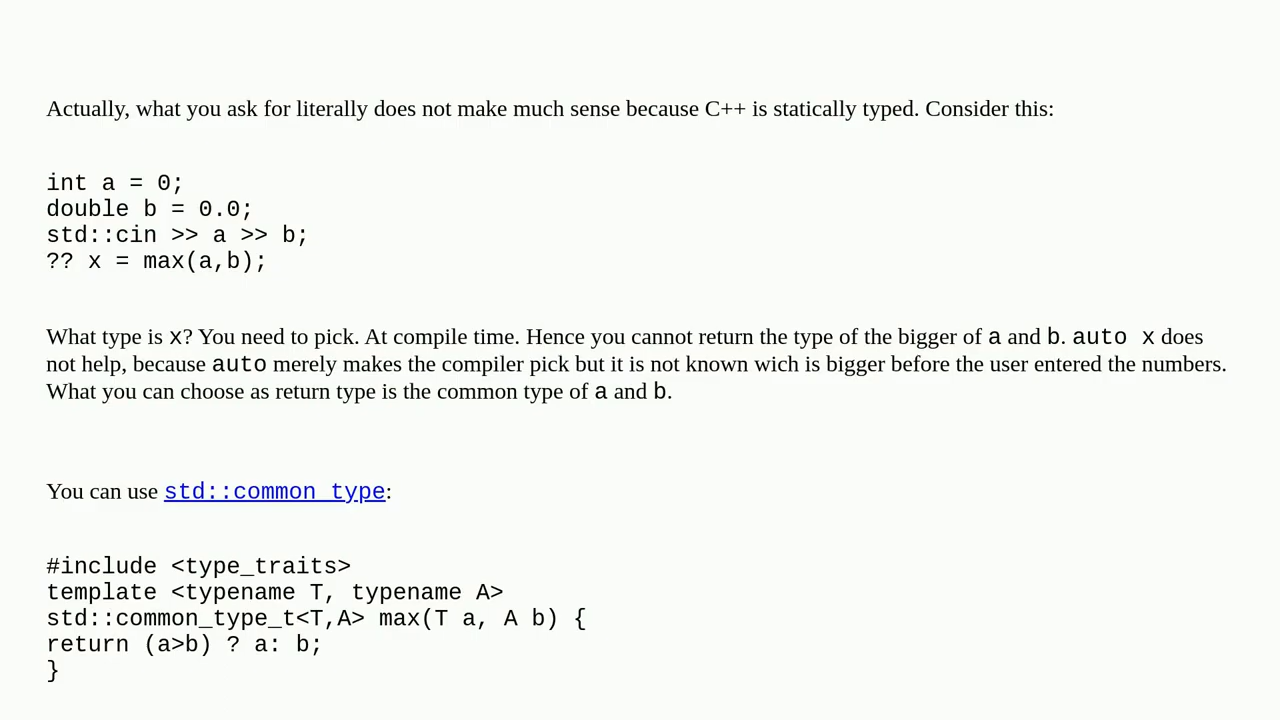 Actually, what you ask for literally does not make much sense because C++ is statically typed. Consider this:
int a = 0;
double b = 0.0;
std::cin >> a >> b;
?? x = max(a,b);
What type is x? You need to pick. At compile time. Hence you cannot return the type of the bigger of a and b. auto x does
not help, because auto merely makes the compiler pick but it is not known wich is bigger before the user entered the numbers.
What you can choose as return type is the common type of a and b.
You can use std::common_type:
#include <type_traits>
template <typename T, typename A>
std::common_type_t<T,A> max(T a, A b) {
return (a>b) ? a: b;
}